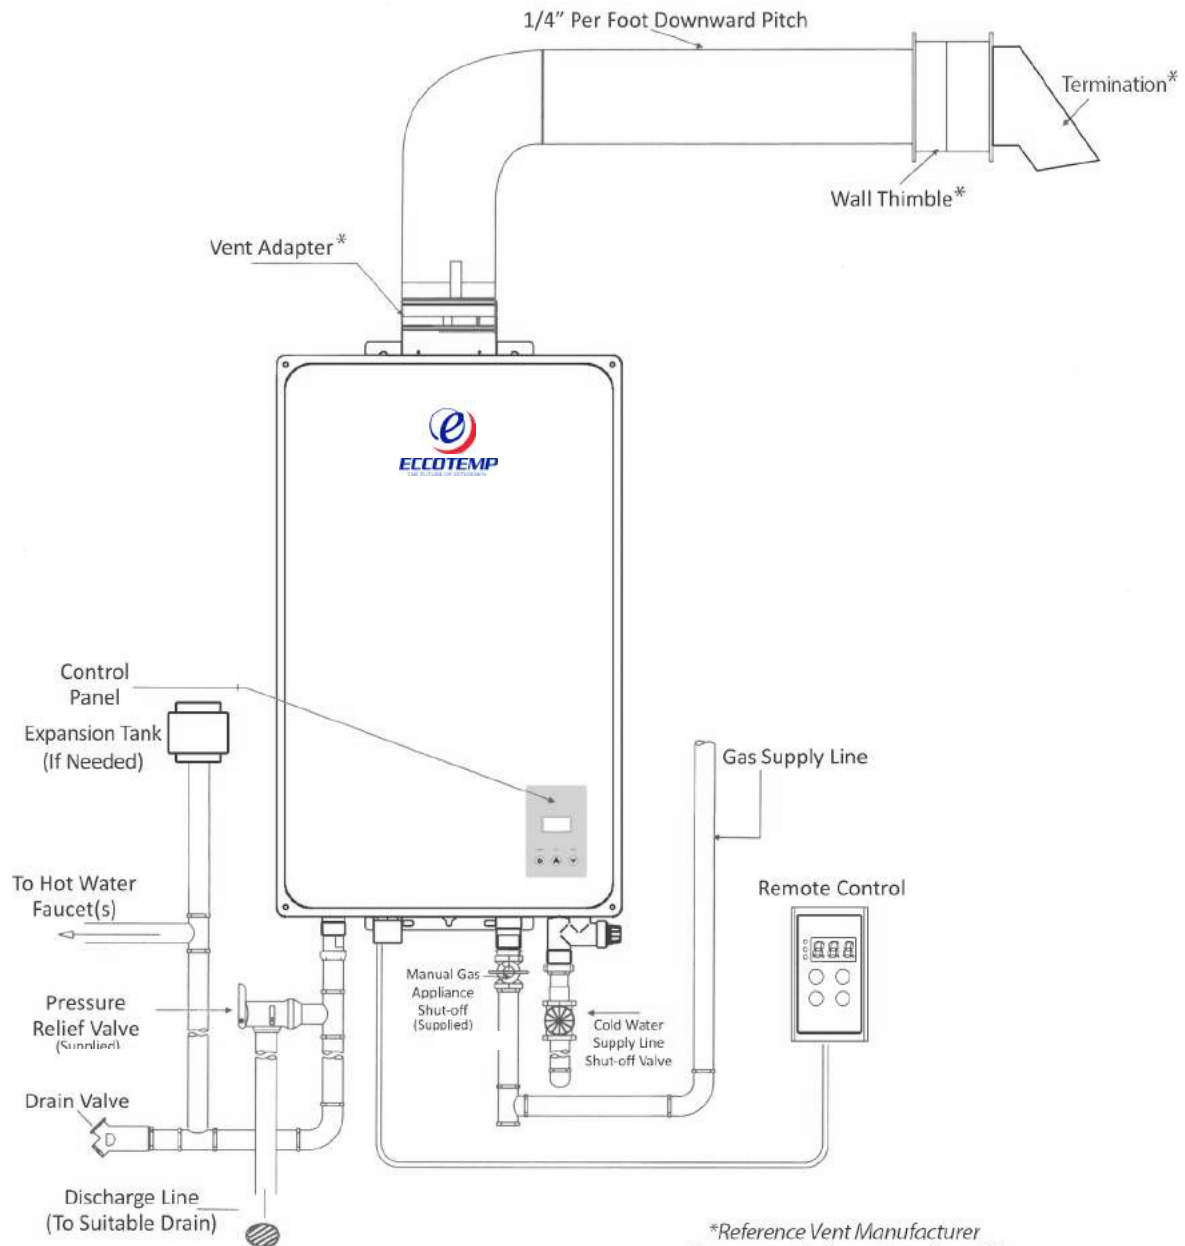 1/4” Per Foot Downward Pitch
Termination*
Wall Thimble*
Vent Adapter*
e
ECCOTEMP
Control
Panel
Expansion Tank
(If Needed)
Gas Supply Line
To Hot Water
Faucet(s)
Remote Control
Manual Gas
Appliance
Shut-off
(Supplied)
Pressure
Relief Valve
(Supplied)
Cold Water
Supply Line
Shut-off Valve
Drain Valve
Discharge Line
(To Suitable Drain)
*Reference Vent Manufacturer